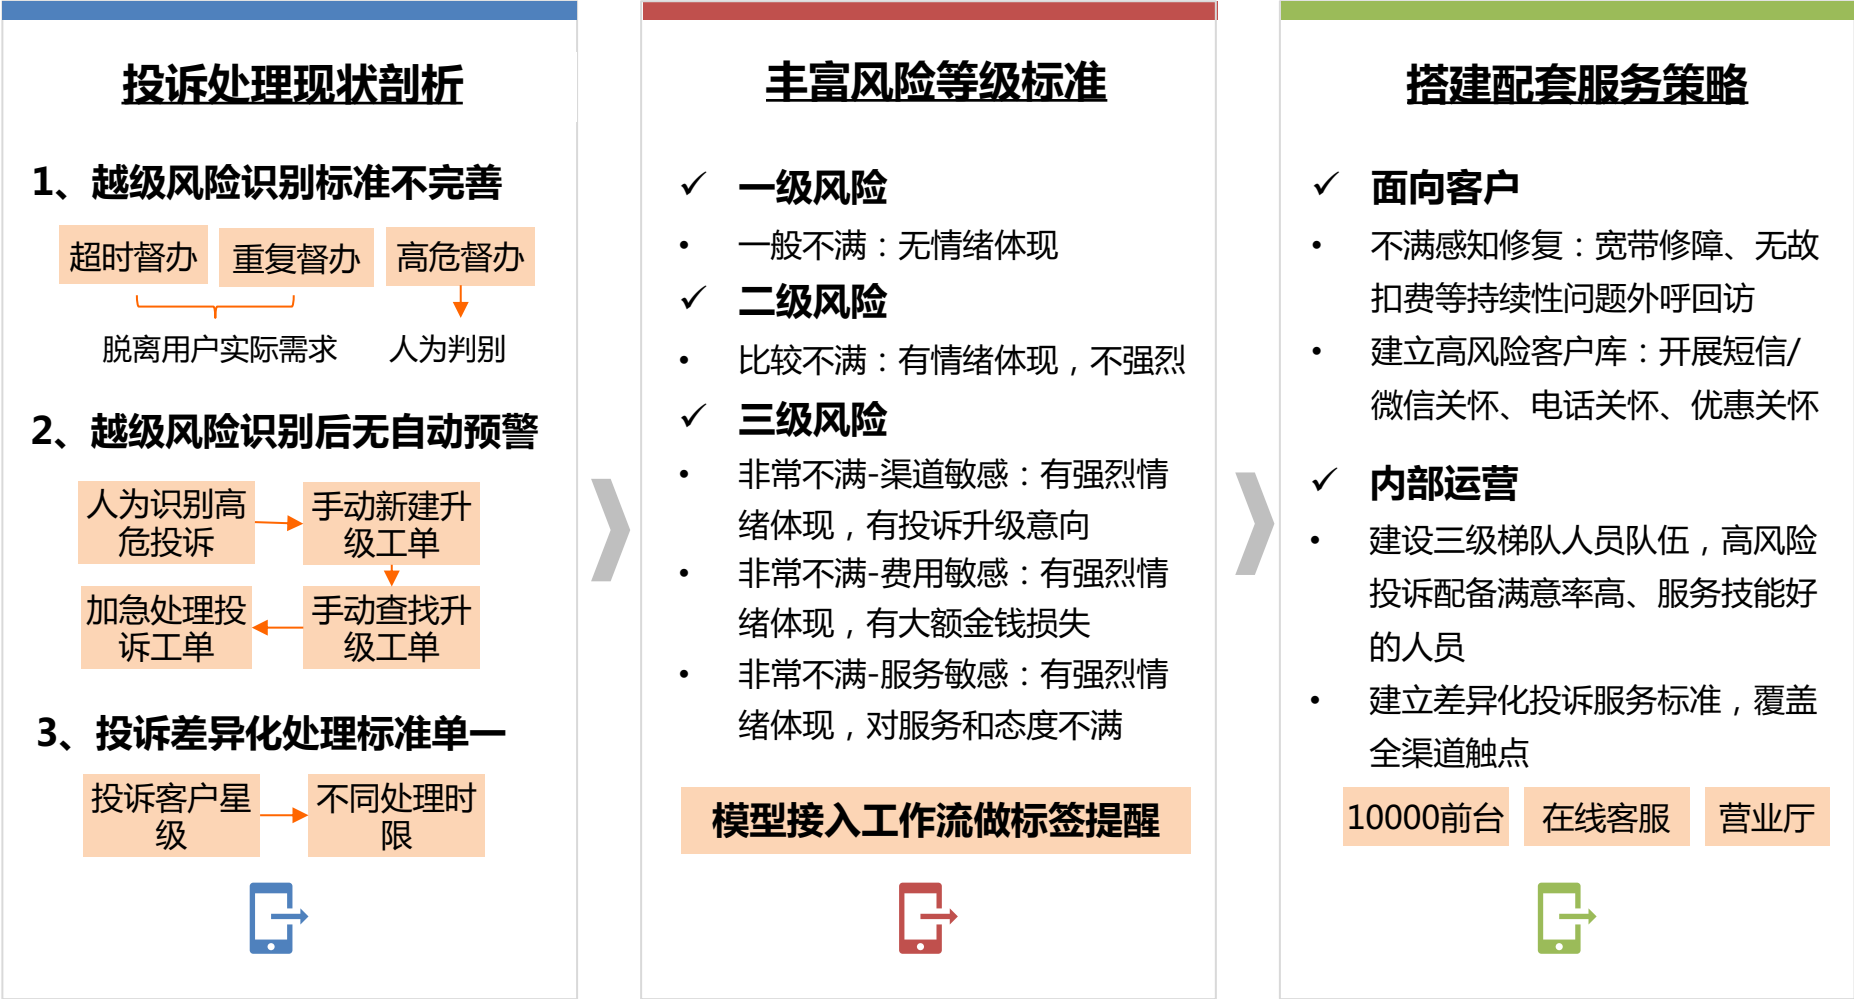 投诉处理现状剖析
1、越级风险识别标准不完善
超时督办
重复督办
高危督办
脱离用户实际需求
人为判别
2、越级风险识别后无自动预警
人为识别高
危投诉
手动新建升
级工单
加急处理投
诉工单
手动查找升
级工单
3、投诉差异化处理标准单一
投诉客户星
级
不同处理时
限
丰富风险等级标准
✓ 一级风险
• 一般不满：无情绪体现
✓ 二级风险
• 比较不满：有情绪体现，不强烈
✓ 三级风险
• 非常不满-渠道敏感：有强烈情
绪体现，有投诉升级意向
• 非常不满-费用敏感：有强烈情
绪体现，有大额金钱损失
• 非常不满-服务敏感：有强烈情
绪体现，对服务和态度不满
模型接入工作流做标签提醒
搭建配套服务策略
✓ 面向客户
• 不满感知修复：宽带修障、无故
扣费等持续性问题外呼回访
• 建立高风险客户库：开展短信/
微信关怀、电话关怀、优惠关怀
✓ 内部运营
• 建设三级梯队人员队伍，高风险
投诉配备满意率高、服务技能好
的人员
• 建立差异化投诉服务标准，覆盖
全渠道触点
10000前台
在线客服
营业厅